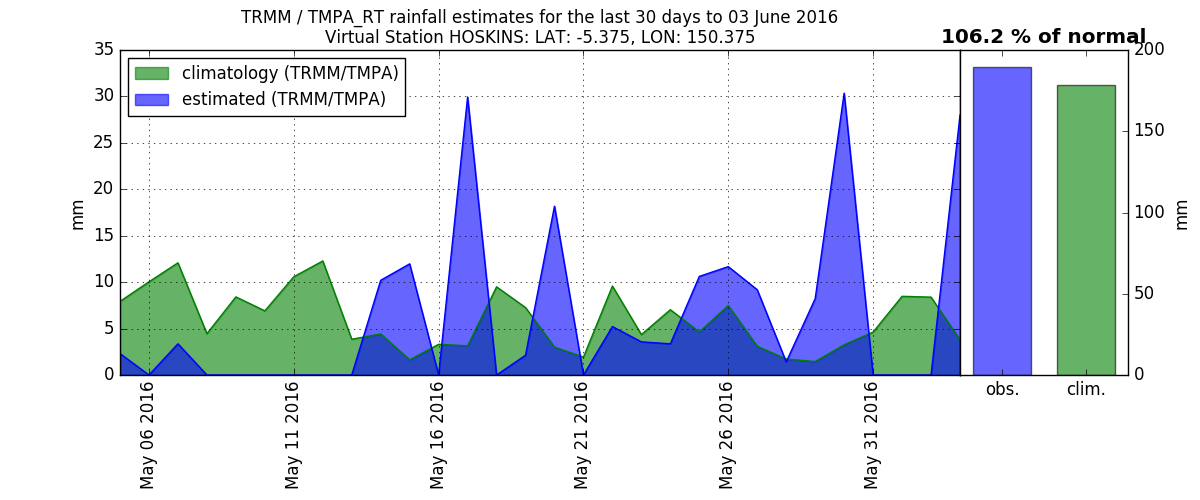 TRMM / TMPA_RT rainfall estimates for the last 30 days to 03 June 2016
Virtual Station HOSKINS: LAT: -5.375, LON: 150.375
106.2 % of normal
climatology (TRMM/TMPA)
estimated (TRMM/TMPA)
mm
35
30
25
20
15
10
5
0
May 06 2016
May 11 2016
May 16 2016
May 21 2016
May 26 2016
May 31 2016
obs.
clim.
200
150
100
50
0
mm